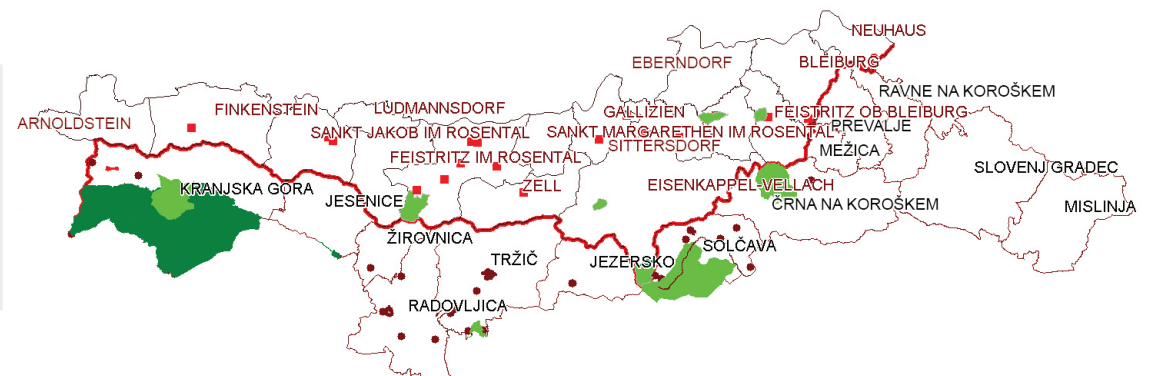 NEUHAUS
EBERNDORF
BLEIBURG
RAVNE NA KOROŠKEM
FINKENSTEIN
LUDMANNSDORF
GALLIZIEN
FEISTRITZ OB BLEIBURG
ARNOLDSTEIN
SANKT JAKOB IM ROSENTAL
SANKT MARGARETHEN IM ROSENTAL
PREVALJE
SITTERSDORF
MEŽICA
FEISTRITZ IM ROSENTAL
SLOVENJ GRADEC
KRANJSKA GORA
ZELL
EISENKAPPEL-VELLACH
JESENICE
ČRNA NA KOROŠKEM
MISLINJA
ŽIROVNICA
SOLČAVA
TRŽIČ
JEZERSKO
RADOVLJICA